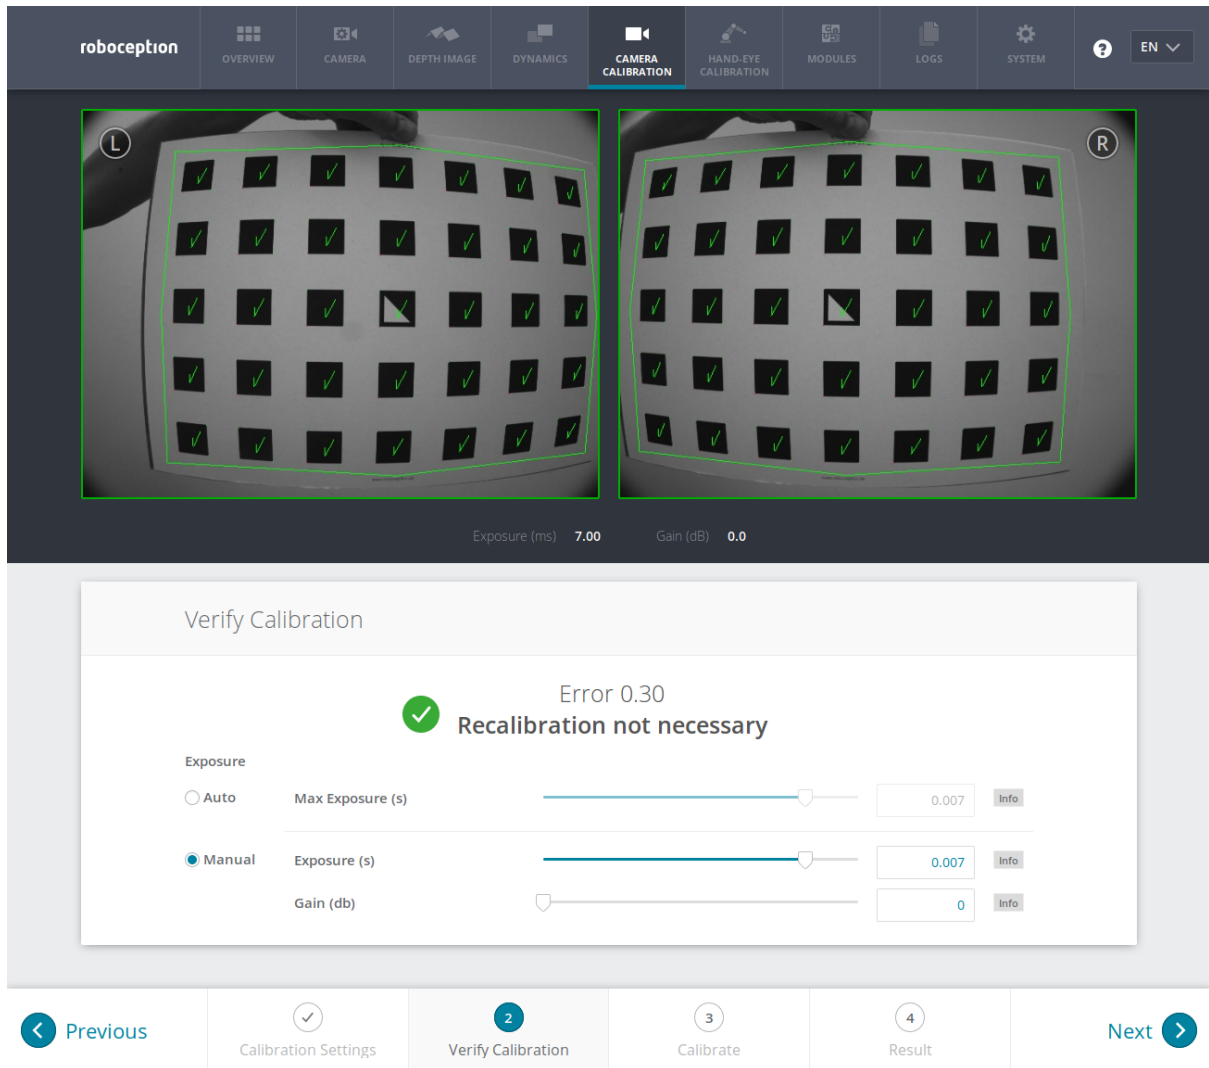 roboception
OVERVIEW
CAMERA
DEPTH IMAGE
DYNAMICS
CAMERA
CALIBRATION
HAND-EYE
CALIBRATION
MODULES
LOGS
SYSTEM
?
EN
L
R
Exposure (ms) 7.00 Gain (dB) 0.0
Verify Calibration
Error 0.30
Recalibration not necessary
Exposure
Auto Max Exposure (s) 0.007 Info
Manual Exposure (s) 0.007 Info
Gain (db) 0 Info
Previous
Calibration Settings
2
Verify Calibration
3
Calibrate
4
Result
Next